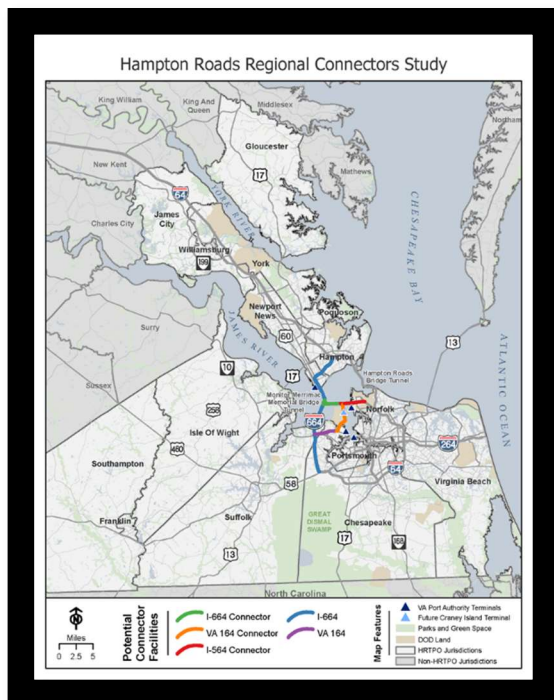 Hampton Roads Regional Connectors Study
King William
King And
Queen
Middlesex
Northam
Gloucester
17
Mathews
New Kent
64
YORK RIVER
CHESAPEAKE BAY
James
City
Charles City
Williamsburg
199
York
Newport
News
Poquoson
Surry
JAMES RIVER
60
13
ATLANTIC OCEAN
Hampton
10
17
Hampton Roads
Bridge Tunnel
Sussex
Monitor Merrimac
Memorial Bridge
Tunnel
Norfolk
258
664
Isle Of Wight
264
460
Portsmouth
64
Southampton
58
Virginia Beach
Suffolk
GREAT
DISMAL
SWAMP
Chesapeake
Franklin
17
168
13
North Carolina
Miles
0 2.5 5
Potential
Connector
Facilities
I-664 Connector
VA 164 Connector
I-564 Connector
I-664
VA 164
Map Features
VA Port Authority Terminals
Future Craney Island Terminal
Parks and Green Space
DOD Land
HRTPO Jurisdictions
Non-HRTPO Jurisdictions